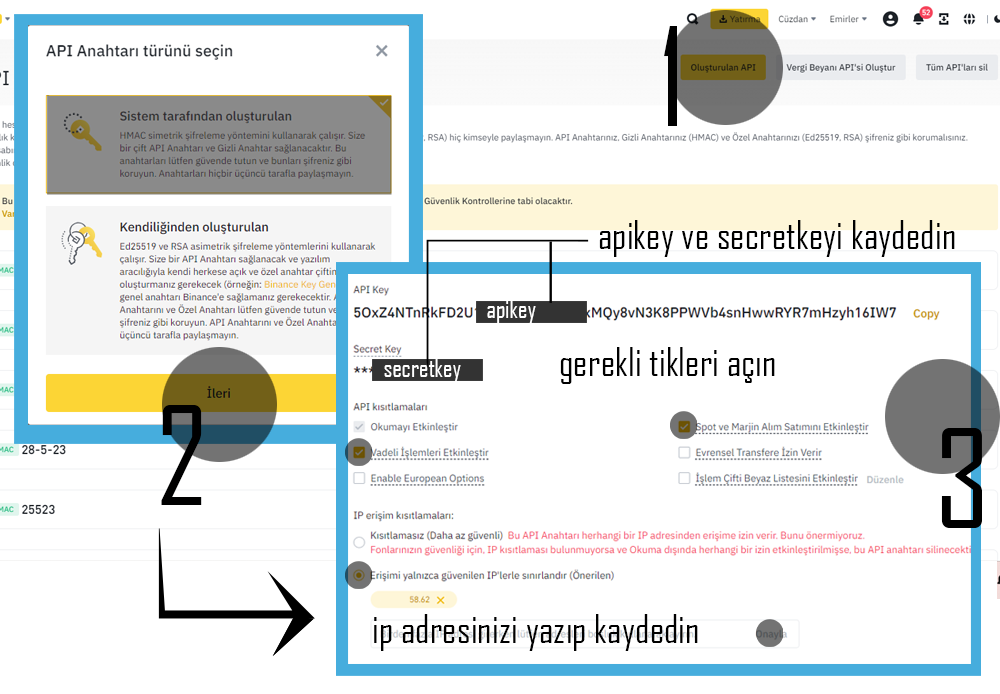 Yatırma
Cüzdan
Emirler
52
1
Oluşturulan API
Vergi Beyanı API'si Oluştur
Tüm API'ları sil
PI
API Anahtarı türünü seçin
Sistem tarafından oluşturulan
HMAC simetrik şifreleme yöntemini kullanarak çalışır. Size
bir çift API Anahtarı ve Gizli Anahtar sağlanacaktır. Bu
anahtarları lütfen güvende tutun ve bunları şifreniz gibi
koruyun. Anahtarları hiçbir üçüncü tarafla paylaşmayın.
, RSA) hiç kimseyle paylaşmayın. API Anahtarınız, Gizli Anahtarınız (HMAC) ve Özel Anahtarınızı (Ed25519, RSA) şifreniz gibi korumalısınız.
Bu
Güvenlik Kontrollerine tabi olacaktır.
Kendiliğinden oluşturulan
Ed25519 ve RSA asimetrik şifreleme yöntemlerini kullanarak
çalışır. Size bir API Anahtarı sağlanacak ve yazılım
aracılığıyla kendi herkese açık ve özel anahtar çiftin
oluşturmanız gerekecek (örneğin: Binance Key Gen
genel anahtarı Binance'e sağlamanız gerekecektir. A
Anahtarını ve Özel Anahtarı lütfen güvende tutun ve
şifreniz gibi koruyun. API Anahtarını ve Özel Anahta
üçüncü tarafla paylaşmayın.
İleri
2
MAC 28-5-23
MAC 25523
apikey ve secretkeyi kaydedin
API Key
5OxZ4NTnRkFD2U apikey xMQy8vN3K8PPWVb4snHwwRYR7mHzyh16IW7 Copy
Secret Key
*** secretkey
gerekli tikleri açın
API kısıtlamaları
Okumayı Etkinleştir
Spot ve Marjin Alım Satımını Etkinleştir
Vadeli İşlemleri Etkinleştir
Evrensel Transfere İzin Verir
Enable European Options
İşlem Çifti Beyaz Listesini Etkinleştir Düzenle
3
IP erişim kısıtlamaları:
Kısıtlamasız (Daha az güvenli) Bu API Anahtarı herhangi bir IP adresinden erişime izin verir. Bunu önermiyoruz.
Fonlarınızın güvenliği için, IP kısıtlaması bulunmuyorsa ve Okuma dışında herhangi bir izin etkinleştirilmişse, bu API anahtarı silinecekti
Erişimi yalnızca güvenilen IP'lerle sınırlandır (Önerilen)
58.62
ip adresinizi yazıp kaydedin
Onayla